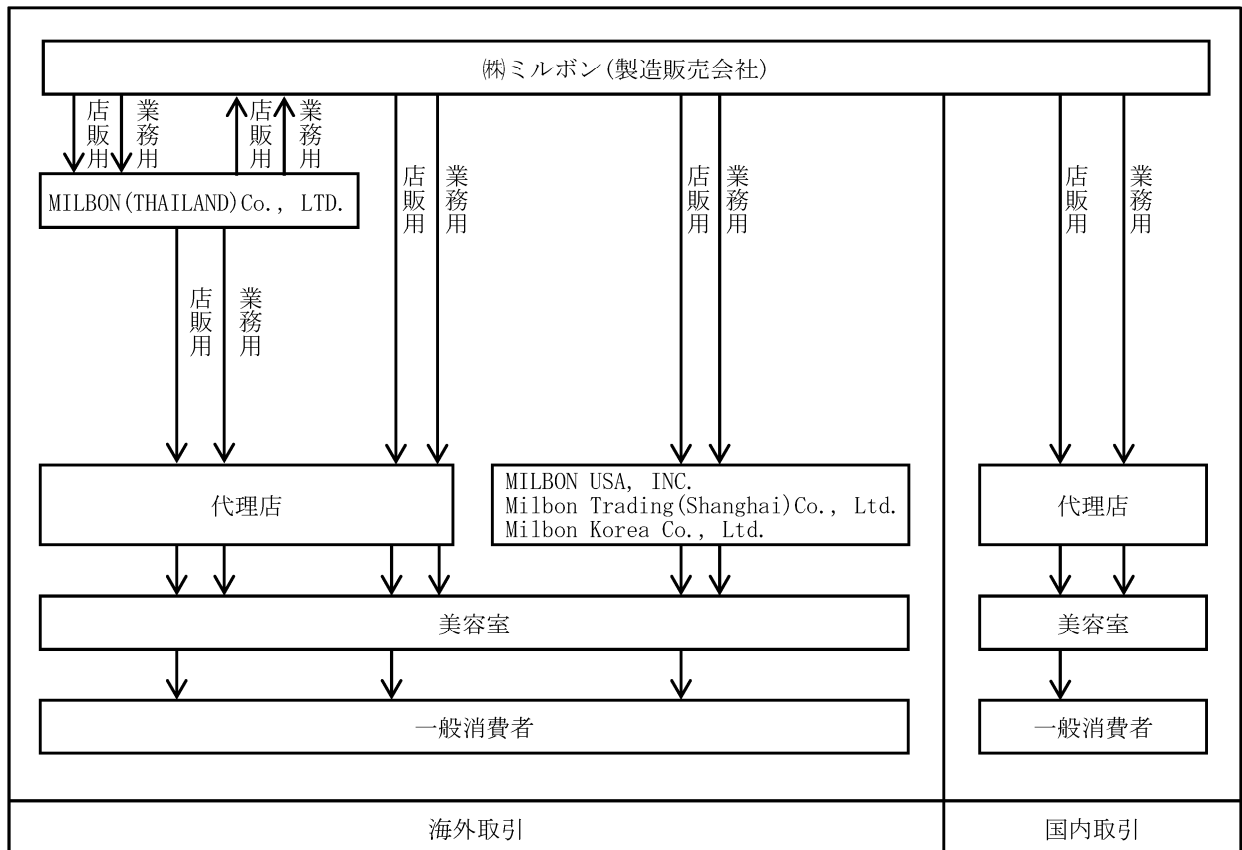 ㈱ミルボン(製造販売会社)
店販用
業務用
店販用
業務用
MILBON(THAILAND)Co., LTD.
店販用
業務用
店販用
業務用
店販用
業務用
店販用
業務用
代理店
MILBON USA, INC.
Milbon Trading(Shanghai)Co., Ltd.
Milbon Korea Co., Ltd.
代理店
美容室
美容室
一般消費者
一般消費者
海外取引
国内取引